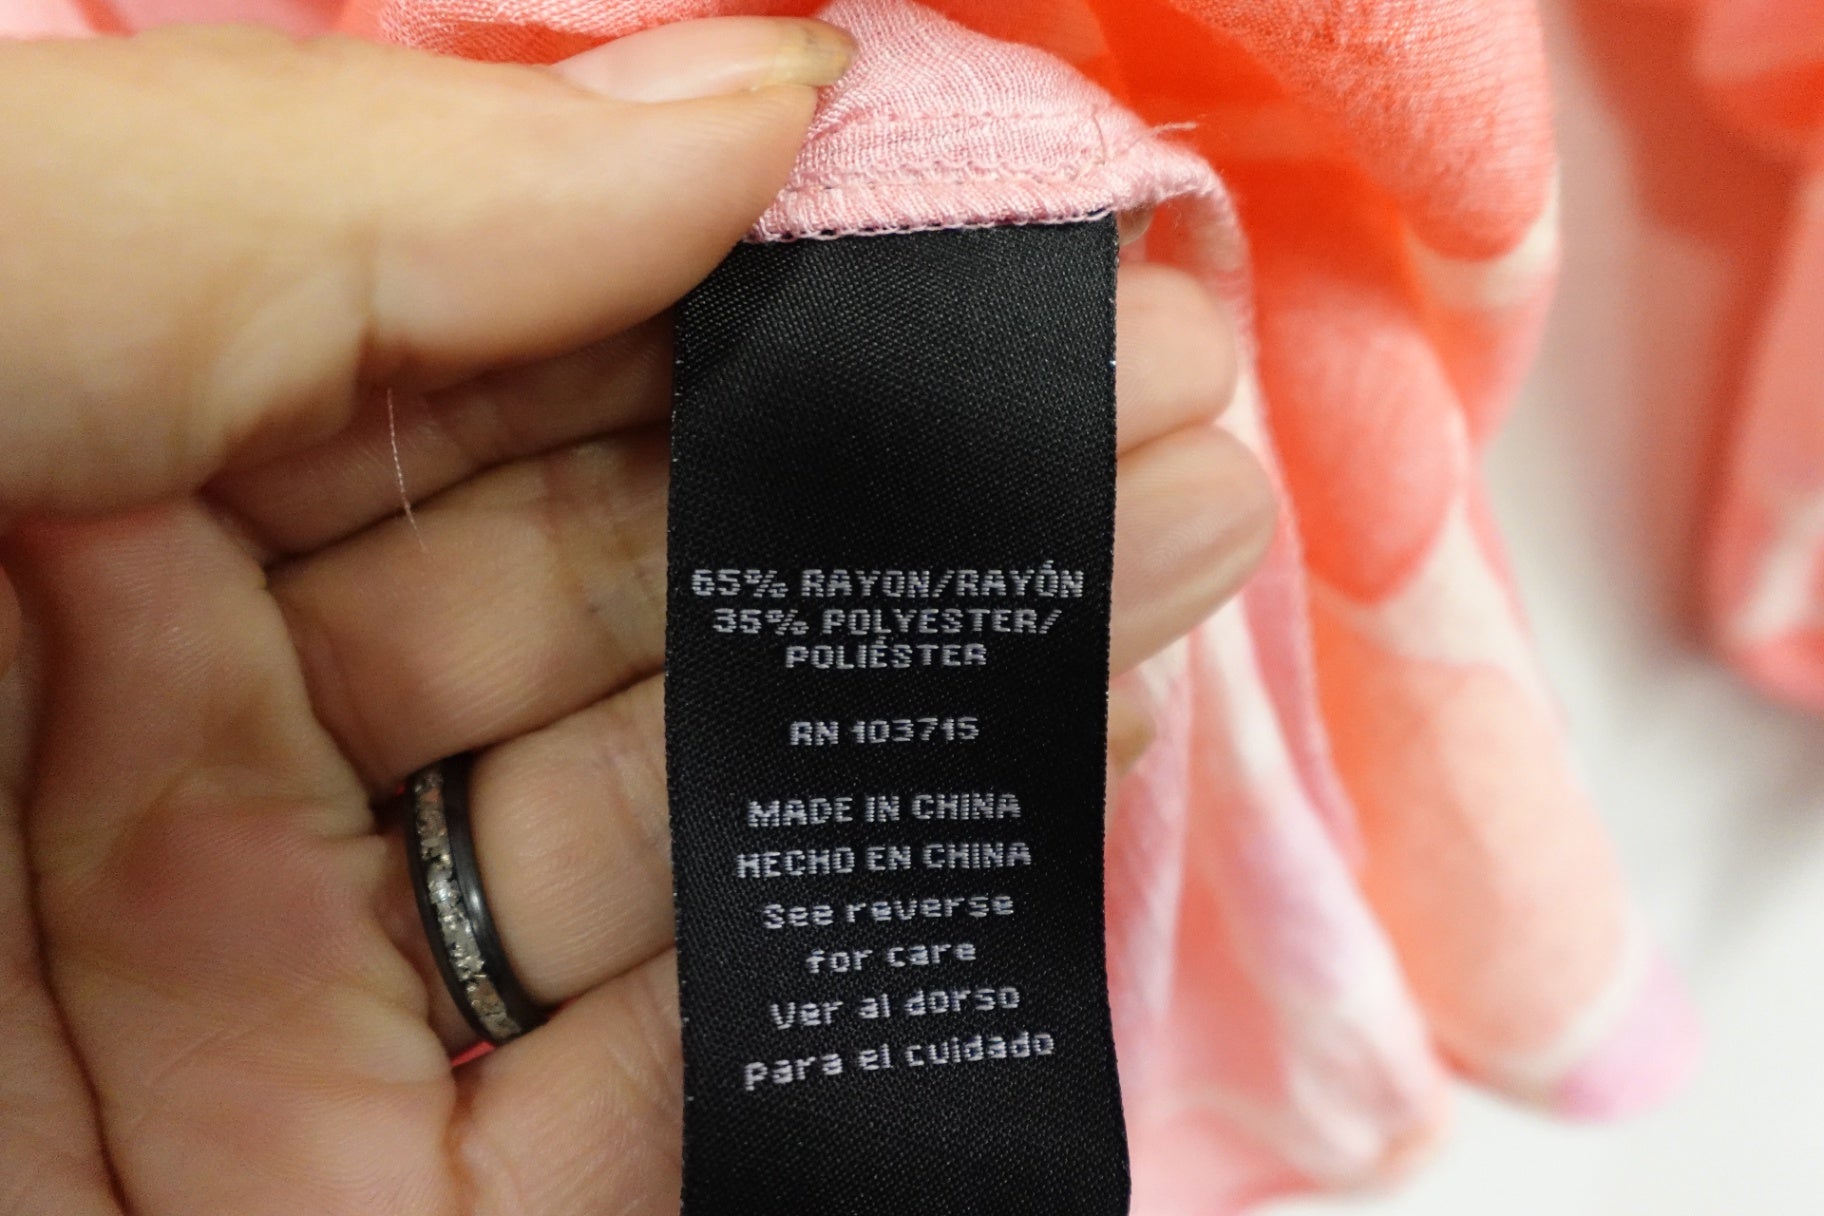 65% RAYON/RAYÓN
35% POLYESTER/
POLIÉSTER
RN 103715
MADE IN CHINA
HECHO EN CHINA
See reverse
for care
Ver al dorso
para el cuidado